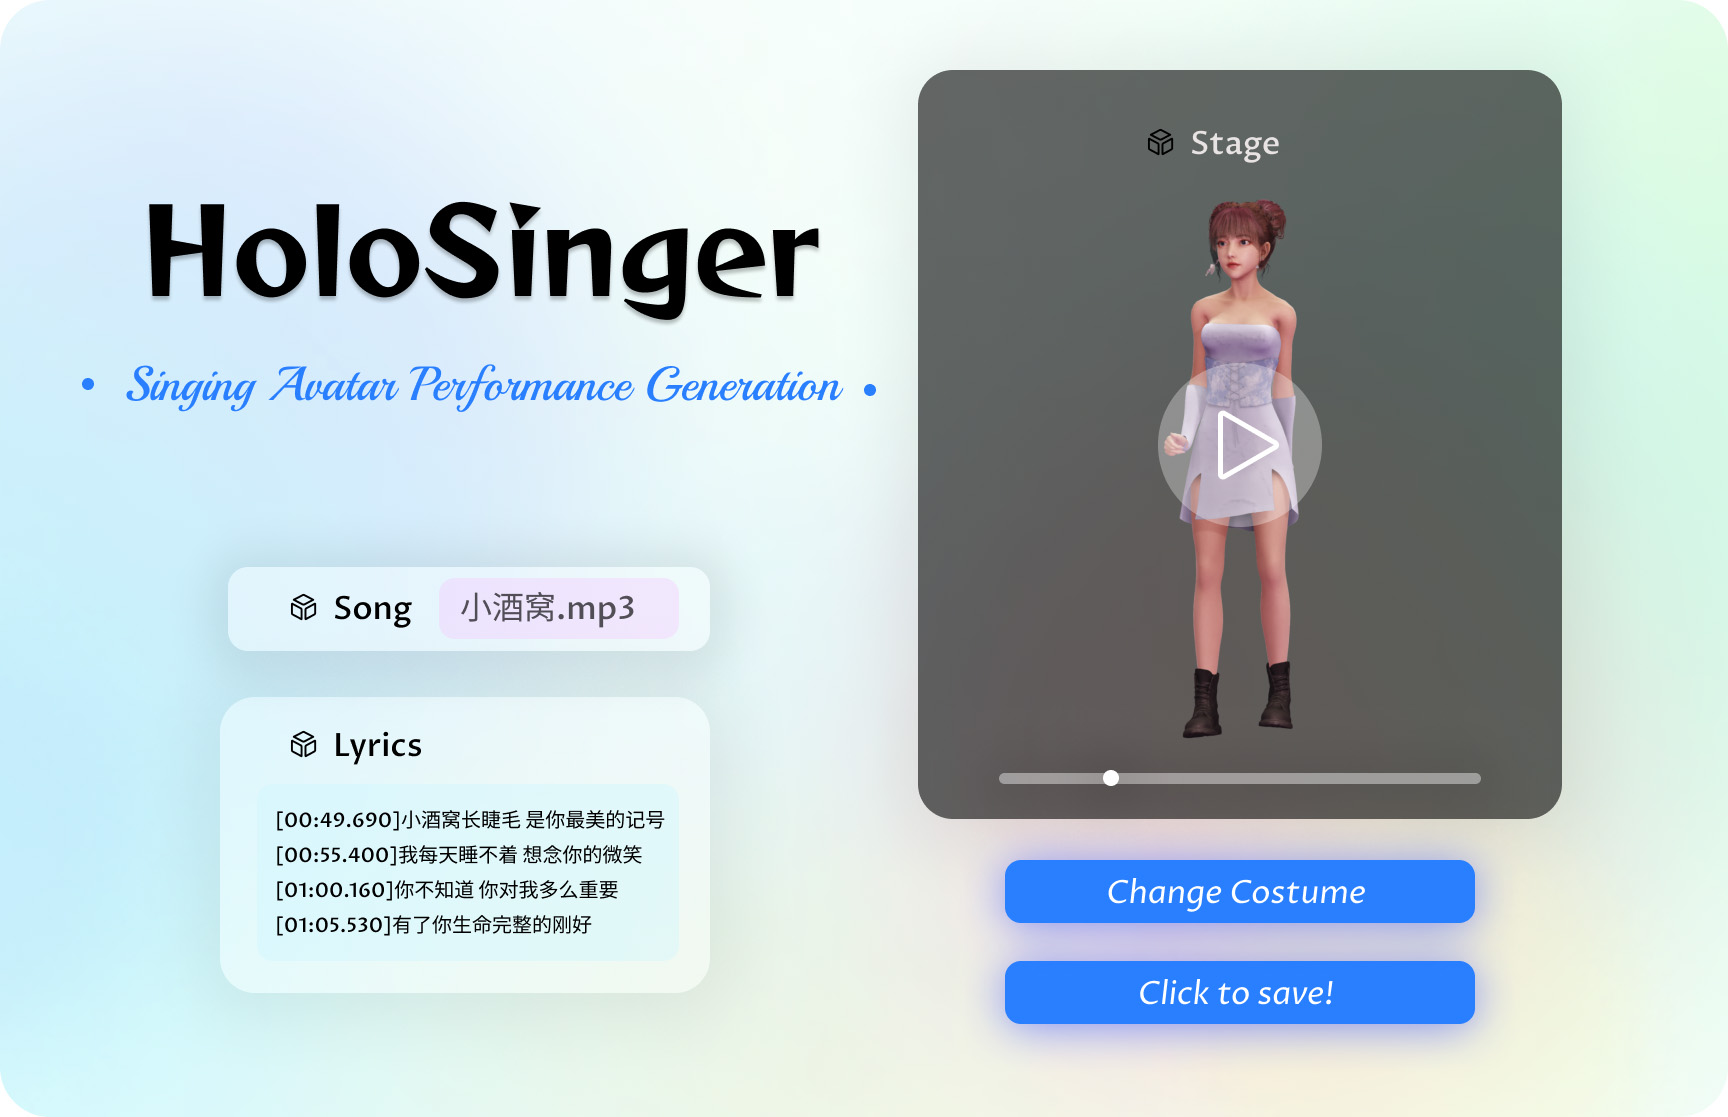 HoloSinger
• Singing Avatar Performance Generation •
Song
小酒窝.mp3
Lyrics
[00:49.690]小酒窝长睫毛 是你最美的记号
[00:55.400]我每天睡不着 想念你的微笑
[01:00.160]你不知道 你对我多么重要
[01:05.530]有了你生命完整的刚好
Stage
Change Costume
Click to save!